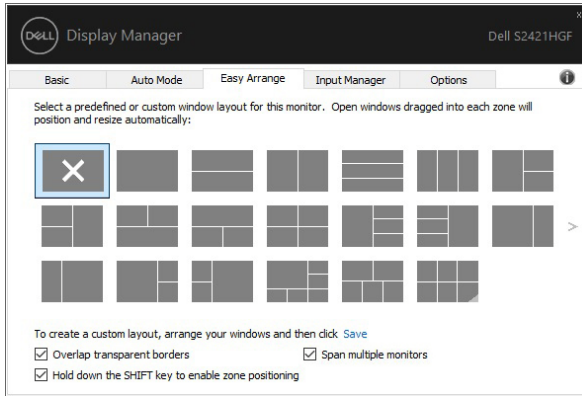 DELL Display Manager
Dell S2421HGF
Basic
Auto Mode
Easy Arrange
Input Manager
Options
Select a predefined or custom window layout for this monitor. Open windows dragged into each zone will
position and resize automatically:
To create a custom layout, arrange your windows and then click Save
Overlap transparent borders
Span multiple monitors
Hold down the SHIFT key to enable zone positioning